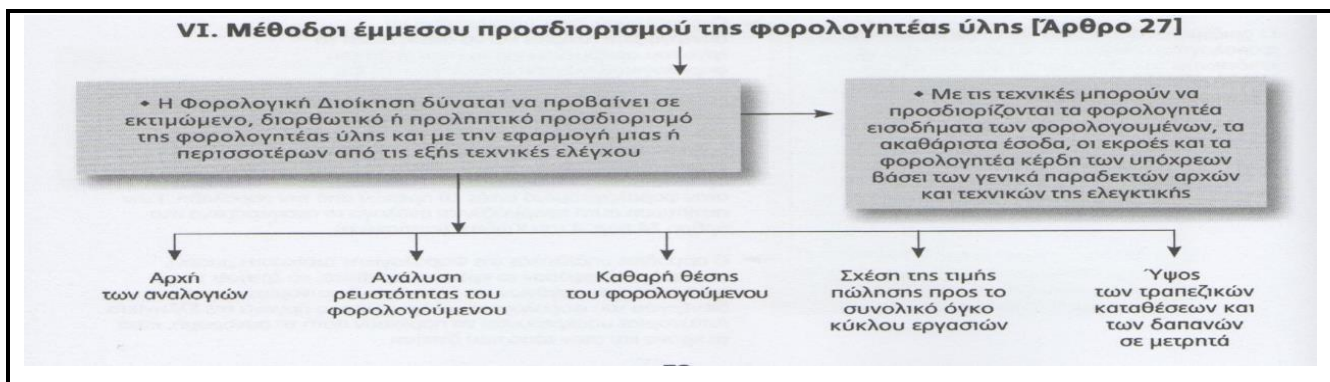 VI. Μέθοδοι έμμεσου προσδιορισμού της φορολογητέας ύλης [Άρθρο 27]
• Η Φορολογική Διοίκηση δύναται να προβαίνει σε
εκτιμώμενο, διορθωτικό ή προληπτικό προσδιορισμό
της φορολογητέας ύλης και με την εφαρμογή μιας ή
περισσοτέρων από τις εξής τεχνικές ελέγχου
• Με τις τεχνικές μπορούν να
προσδιορίζονται τα φορολογητέα
εισοδήματα των φορολογουμένων, τα
ακαθάριστα έσοδα, οι εκροές και τα
φορολογητέα κέρδη των υπόχρεων
βάσει των γενικά παραδεκτών αρχών
και τεχνικών της ελεγκτικής
Αρχή
των αναλογιών
Ανάλυση
ρευστότητας του
φορολογούμενου
Καθαρή θέσης
του φορολογούμενου
Σχέση της τιμής
πώλησης προς το
συνολικό όγκο
κύκλου εργασιών
Ύψος
των τραπεζικών
καταθέσεων και
των δαπανών
σε μετρητά